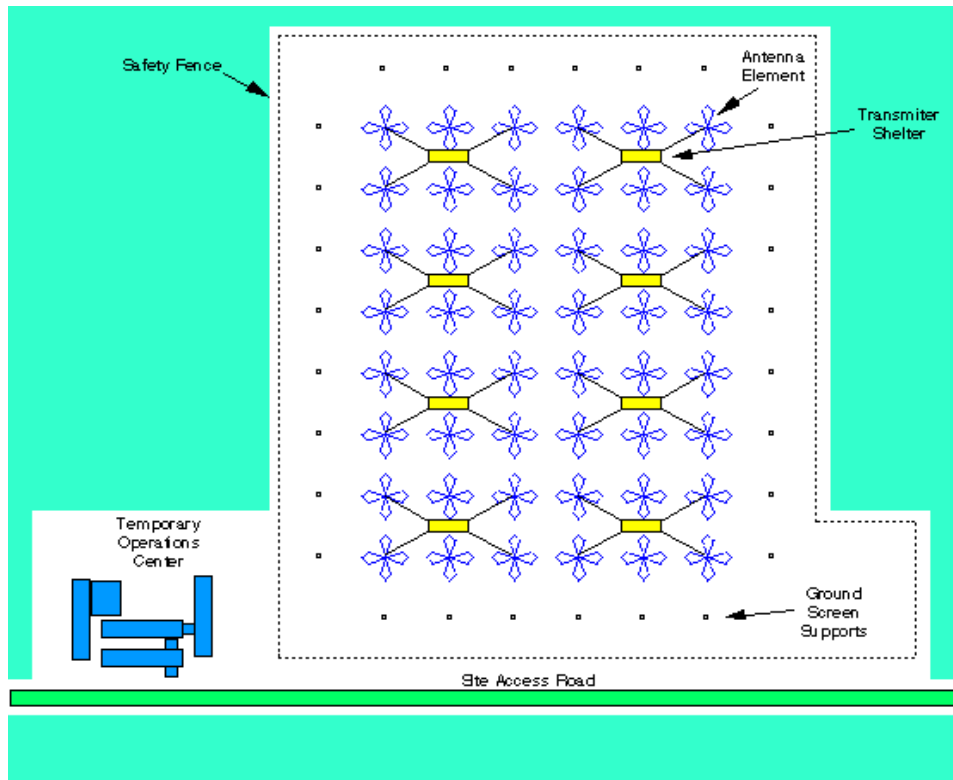 Safety Fence
Antenna
Element
Transmiter
Shelter
Temporary
Operations
Center
Ground
Screen
Supports
Site Access Road